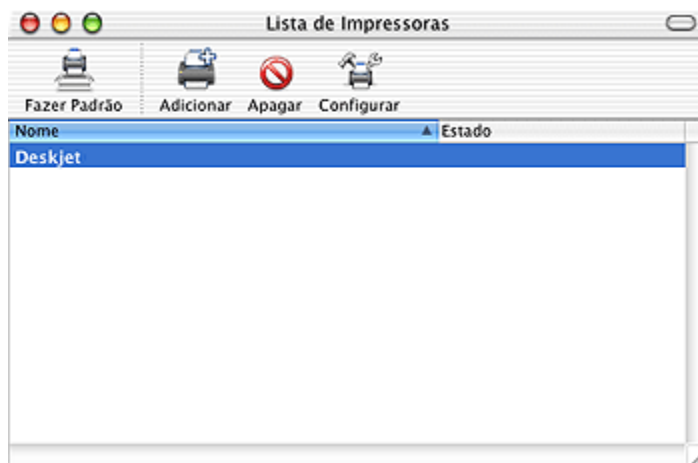 Lista de Impressoras
Fazer Padrão Adicionar Apagar Configurar
Nome Estado
Deskjet